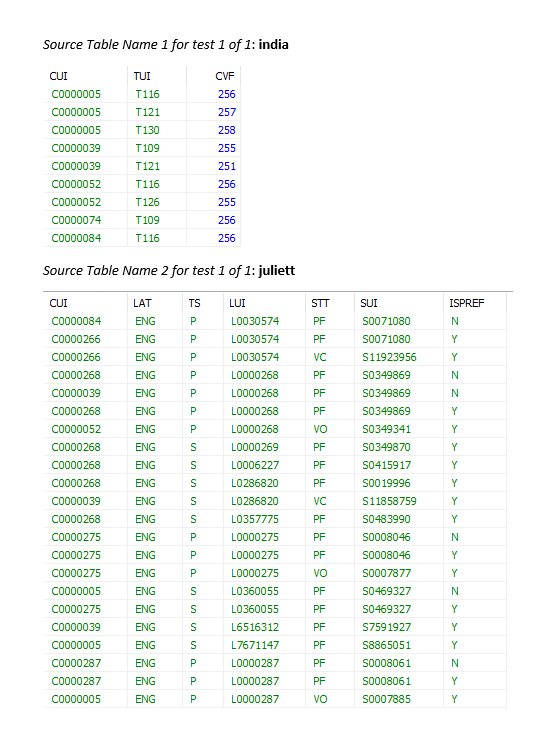 Source Table Name 1 for test 1 of 1: india
CUI TUI CVF
C0000005 T116 256
C0000005 T121 257
C0000005 T130 258
C0000039 T109 255
C0000039 T121 251
C0000052 T116 256
C0000052 T126 255
C0000074 T109 256
C0000084 T116 256
Source Table Name 2 for test 1 of 1: juliett
CUI LAT TS LUI STT SUI ISPREF
C0000084 ENG P L0030574 PF S0071080 N
C0000266 ENG P L0030574 PF S0071080 Y
C0000266 ENG P L0030574 VC S11923956 Y
C0000268 ENG P L0000268 PF S0349869 N
C0000039 ENG P L0000268 PF S0349869 N
C0000268 ENG P L0000268 PF S0349869 Y
C0000052 ENG P L0000268 VO S0349341 Y
C0000268 ENG S L0000269 PF S0349870 Y
C0000268 ENG S L0006227 PF S0415917 Y
C0000268 ENG S L0286820 PF S0019996 Y
C0000039 ENG S L0286820 VC S11858759 Y
C0000268 ENG S L0357775 PF S0483990 Y
C0000275 ENG P L0000275 PF S0008046 N
C0000275 ENG P L0000275 PF S0008046 Y
C0000275 ENG P L0000275 VO S0007877 Y
C0000005 ENG S L0360055 PF S0469327 N
C0000275 ENG S L0360055 PF S0469327 Y
C0000039 ENG S L6516312 PF S7591927 Y
C0000005 ENG S L7671147 PF S8865051 Y
C0000287 ENG P L0000287 PF S0008061 N
C0000287 ENG P L0000287 PF S0008061 Y
C0000005 ENG P L0000287 VO S0007885 Y